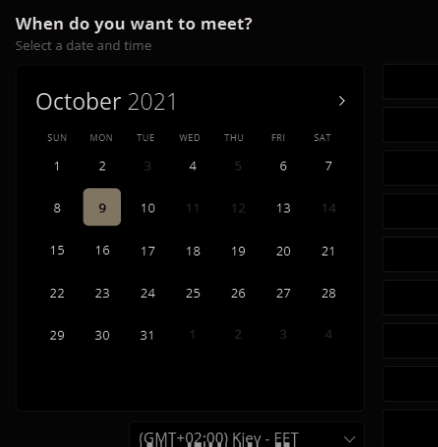 When do you want to meet?
Select a date and time
October 2021 >
SUN MON TUE WED THU FRI SAT
1 2 3 4 5 6 7
8 9 10 11 12 13 14
15 16 17 18 19 20 21
22 23 24 25 26 27 28
29 30 31 1 2 3 4
(GMT+02:00) Kiev - EET